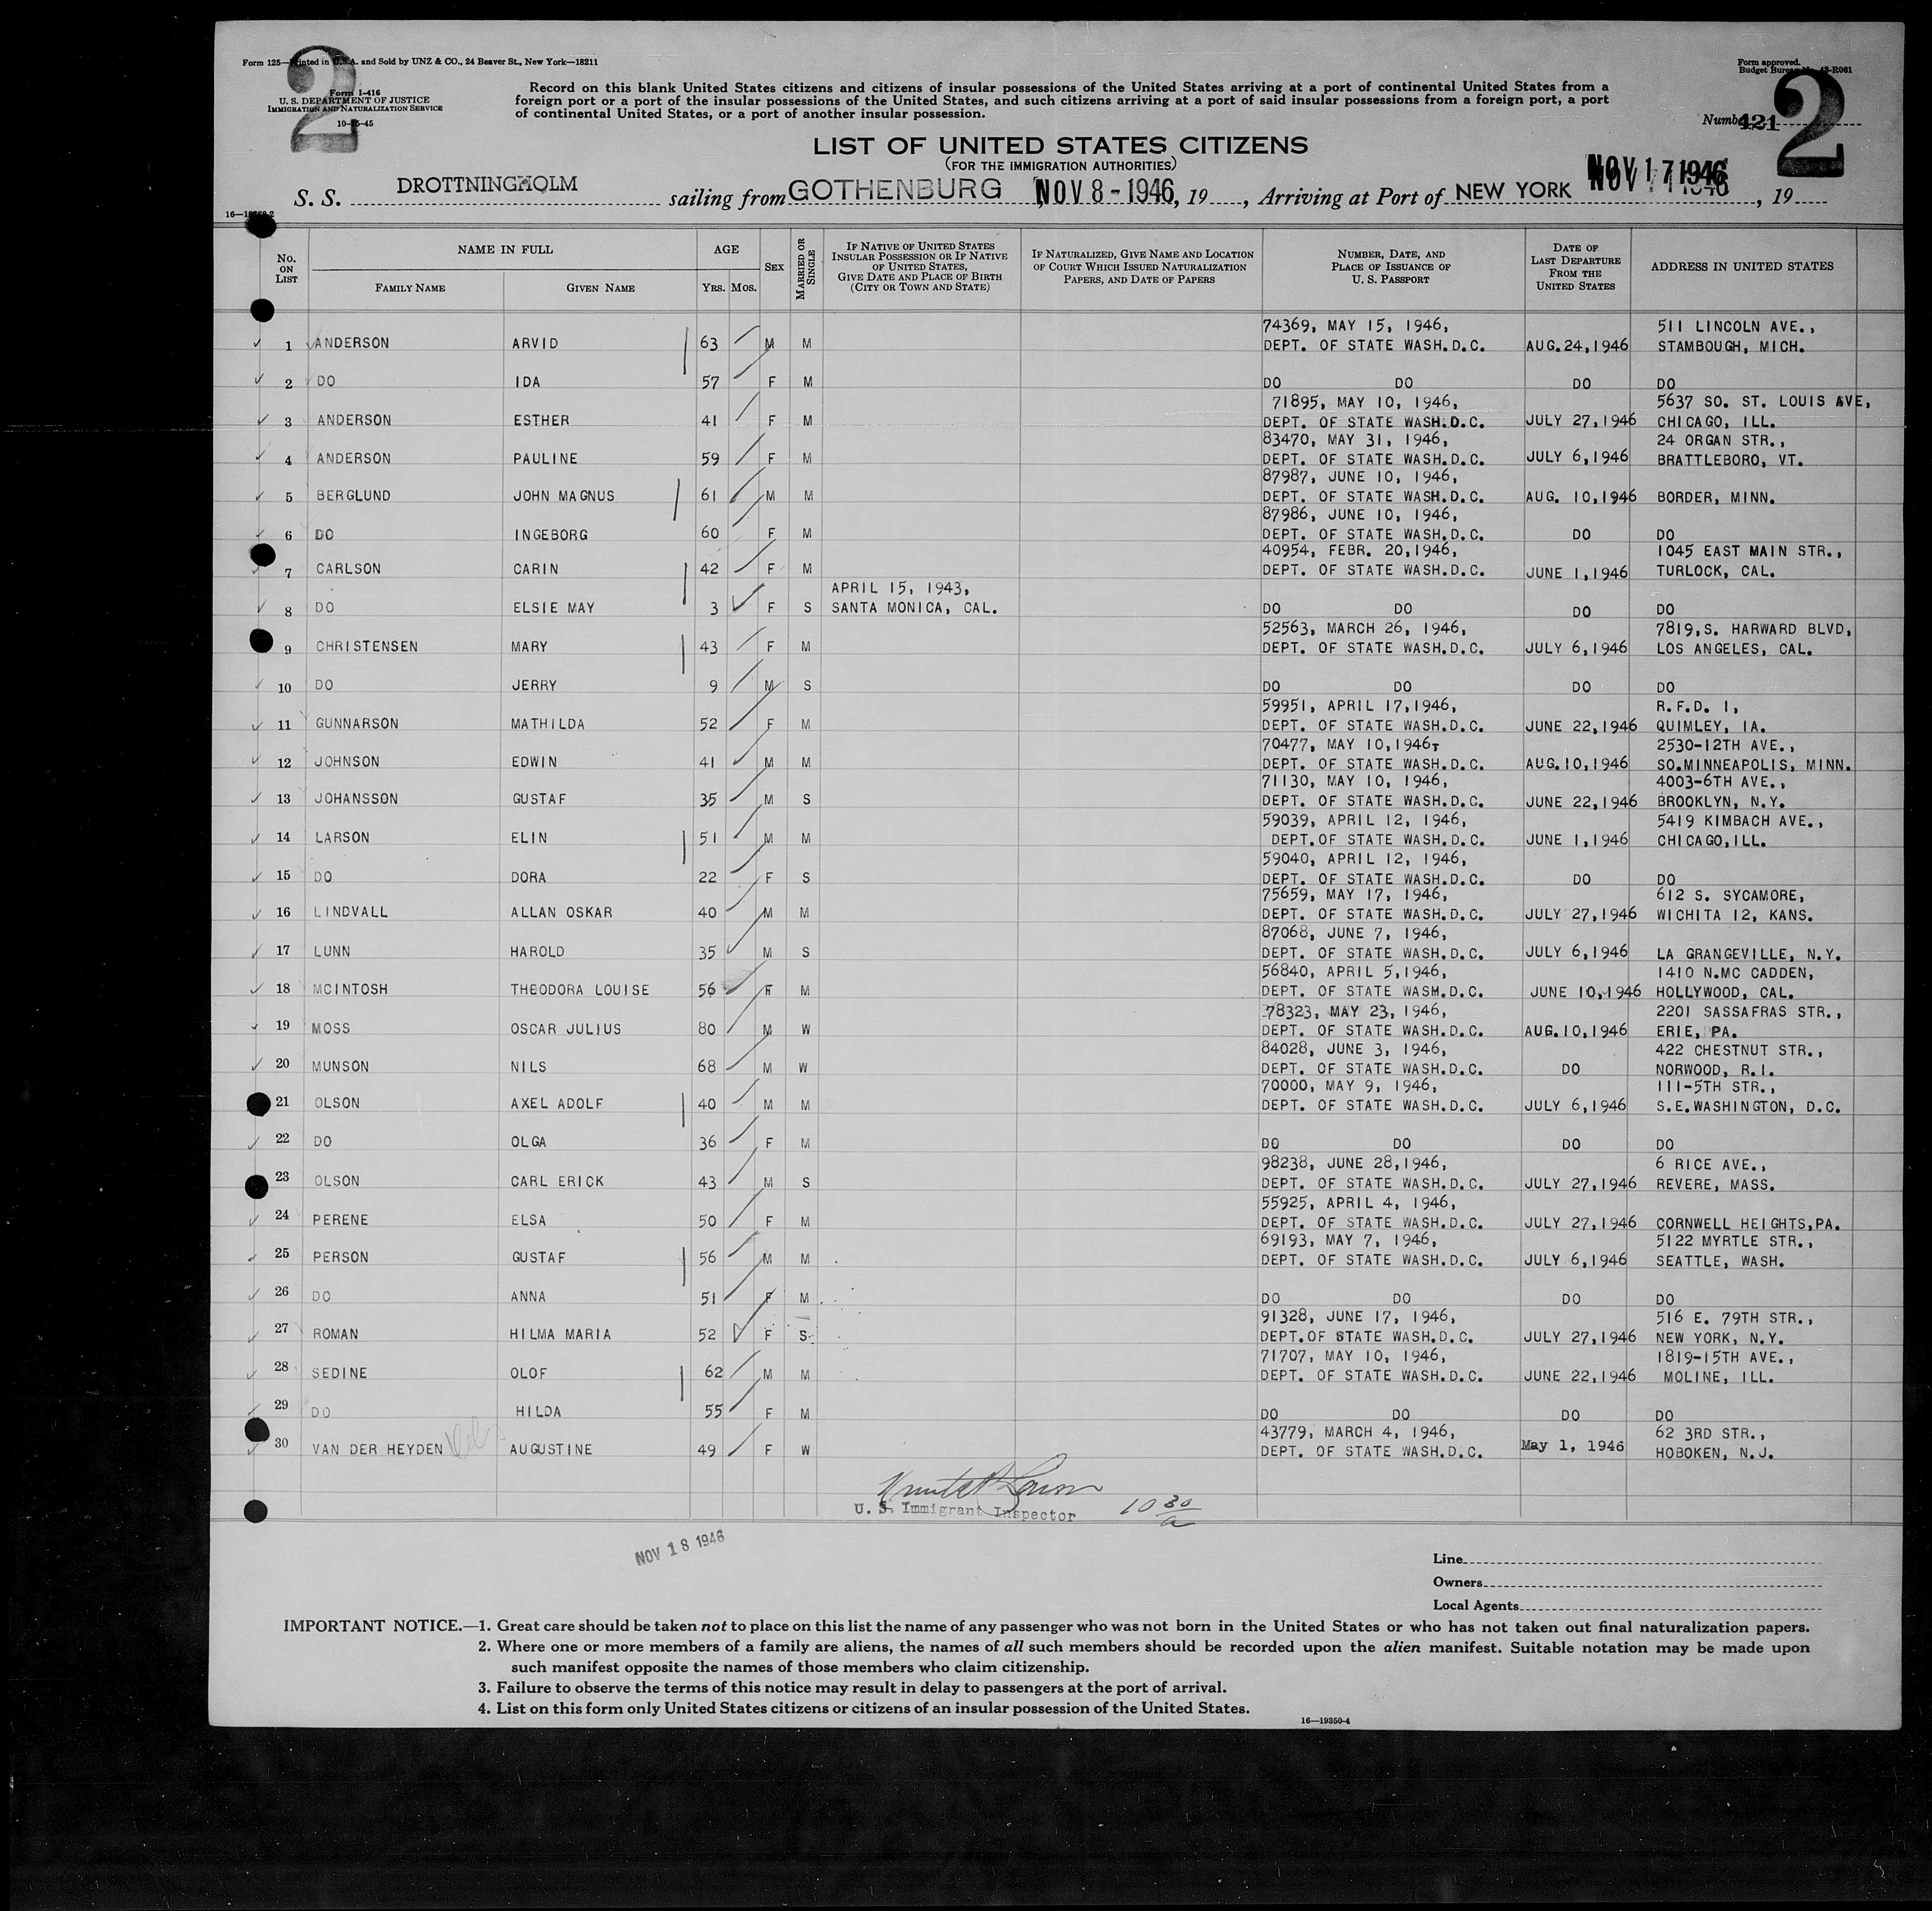 Form 125—Printed in U.S.A. and Sold by UNZ & CO., 24 Beaver St., New York—18211
2
Form I-416
U. S. DEPARTMENT OF JUSTICE
IMMIGRATION AND NATURALIZATION SERVICE
10-15-45
Record on this blank United States citizens and citizens of insular possessions of the United States arriving at a port of continental United States from a
foreign port or a port of the insular possessions of the United States, and such citizens arriving at a port of said insular possessions from a foreign port, a port
of continental United States, or a port of another insular possession.
Form approved.
Budget Bureau No. 43-R061
Number 421
2
LIST OF UNITED STATES CITIZENS
(FOR THE IMMIGRATION AUTHORITIES)
S. S. DROTTNINGHOLM sailing from GOTHENBURG NOV 8-1946, 19 , Arriving at Port of NEW YORK NOV 17 1946, 19
No. ON LIST NAME IN FULL AGE SEX MARRIED OR SINGLE IF NATIVE OF UNITED STATES INSULAR POSSESSION OR IF NATIVE OF UNITED STATES, GIVE DATE AND PLACE OF BIRTH (CITY OR TOWN AND STATE) IF NATURALIZED, GIVE NAME AND LOCATION OF COURT WHICH ISSUED NATURALIZATION PAPERS, AND DATE OF PAPERS NUMBER, DATE, AND PLACE OF ISSUANCE OF U. S. PASSPORT DATE OF LAST DEPARTURE FROM THE UNITED STATES ADDRESS IN UNITED STATES
FAMILY NAME GIVEN NAME YRS. MOS.
74369, MAY 15, 1946, 511 LINCOLN AVE.,
1 ANDERSON ARVID 63 M M DEPT. OF STATE WASH.D.C. AUG.24,1946 STAMBOUGH, MICH.
2 DO IDA 57 F M DO DO DO DO
71895, MAY 10, 1946, 5637 SO. ST. LOUIS AVE,
3 ANDERSON ESTHER 41 F M DEPT. OF STATE WASH.D.C. JULY 27,1946 CHICAGO, ILL.
83470, MAY 31, 1946, 24 ORGAN STR.,
4 ANDERSON PAULINE 59 F M DEPT. OF STATE WASH.D.C. JULY 6,1946 BRATTLEBORO, VT.
87987, JUNE 10, 1946,
5 BERGLUND JOHN MAGNUS 61 M M DEPT. OF STATE WASH.D.C. AUG. 10,1946 BORDER, MINN.
87986, JUNE 10, 1946,
6 DO INGEBORG 60 F M DEPT. OF STATE WASH.D.C. DO DO
40954, FEBR. 20,1946, 1045 EAST MAIN STR.,
7 CARLSON CARIN 42 F M DEPT. OF STATE WASH.D.C. JUNE 1,1946 TURLOCK, CAL.
APRIL 15, 1943,
8 DO ELSIE MAY 3 F S SANTA MONICA, CAL. DO DO DO DO
52563, MARCH 26, 1946, 7819,S. HARWARD BLVD,
9 CHRISTENSEN MARY 43 F M DEPT. OF STATE WASH.D.C. JULY 6,1946 LOS ANGELES, CAL.
10 DO JERRY 9 M S DO DO DO DO
59951, APRIL 17,1946, R.F.D. 1,
11 GUNNARSON MATHILDA 52 F M DEPT. OF STATE WASH.D.C. JUNE 22,1946 QUIMLEY, IA.
70477, MAY 10,1946, 2530-12TH AVE.,
12 JOHNSON EDWIN 41 M M DEPT. OF STATE WASH.D.C. AUG.10,1946 SO.MINNEAPOLIS, MINN.
71130, MAY 10, 1946, 4003-6TH AVE.,
13 JOHANSSON GUSTAF 35 M S DEPT. OF STATE WASH.D.C. JUNE 22,1946 BROOKLYN, N.Y.
59039, APRIL 12, 1946, 5419 KIMBACH AVE.,
14 LARSON ELIN 51 M M DEPT.OF STATE WASH.D.C. JUNE 1,1946 CHICAGO,ILL.
59040, APRIL 12, 1946,
15 DO DORA 22 F S DEPT. OF STATE WASH.D.C. DO DO
75659, MAY 17, 1946, 612 S. SYCAMORE,
16 LINDVALL ALLAN OSKAR 40 M M DEPT. OF STATE WASH.D.C. JULY 27,1946 WICHITA 12, KANS.
87068, JUNE 7, 1946,
17 LUNN HAROLD 35 M S DEPT. OF STATE WASH.D.C. JULY 6,1946 LA GRANGEVILLE, N.Y.
56840, APRIL 5,1946, 1410 N.MC CADDEN,
18 MCINTOSH THEODORA LOUISE 56 F M DEPT. OF STATE WASH.D.C. JUNE 10,1946 HOLLYWOOD, CAL.
78323, MAY 23, 1946, 2201 SASSAFRAS STR.,
19 MOSS OSCAR JULIUS 80 M W DEPT. OF STATE WASH.D.C. AUG.10,1946 ERIE, PA.
84028, JUNE 3, 1946, 422 CHESTNUT STR.,
20 MUNSON NILS 68 M W DEPT. OF STATE WASH.D.C. DO NORWOOD, R.I.
70000, MAY 9, 1946, 111-5TH STR.,
21 OLSON AXEL ADOLF 40 M M DEPT. OF STATE WASH.D.C. JULY 6,1946 S.E.WASHINGTON, D.C.
22 DO OLGA 36 F M DO DO DO DO
98238, JUNE 28,1946, 6 RICE AVE.,
23 OLSON CARL ERICK 43 M S DEPT. OF STATE WASH.D.C. JULY 27,1946 REVERE, MASS.
55925, APRIL 4, 1946,
24 PERENE ELSA 50 F M DEPT. OF STATE WASH.D.C. JULY 27,1946 CORNWELL HEIGHTS,PA.
69193, MAY 7, 1946, 5122 MYRTLE STR.,
25 PERSON GUSTAF 56 M M DEPT. OF STATE WASH.D.C. JULY 6,1946 SEATTLE, WASH.
26 DO ANNA 51 F M DO DO DO DO
91328, JUNE 17, 1946, 516 E. 79TH STR.,
27 ROMAN HILMA MARIA 52 F S DEPT.OF STATE WASH.D.C. JULY 27,1946 NEW YORK, N.Y.
71707, MAY 10, 1946, 1819-15TH AVE.,
28 SEDINE OLOF 62 M M DEPT. OF STATE WASH.D.C. JUNE 22,1946 MOLINE, ILL.
29 DO HILDA 55 F M DO DO DO DO
43779, MARCH 4, 1946, 62 3RD STR.,
30 VAN DER HEYDEN AUGUSTINE 49 F W DEPT. OF STATE WASH.D.C. May 1, 1946 HOBOKEN, N.J.
U. S. Immigrant Inspector 10 30/a
NOV 18 1946
Line
Owners
Local Agents
IMPORTANT NOTICE.—1. Great care should be taken not to place on this list the name of any passenger who was not born in the United States or who has not taken out final naturalization papers.
2. Where one or more members of a family are aliens, the names of all such members should be recorded upon the alien manifest. Suitable notation may be made upon
such manifest opposite the names of those members who claim citizenship.
3. Failure to observe the terms of this notice may result in delay to passengers at the port of arrival.
4. List on this form only United States citizens or citizens of an insular possession of the United States.
16—19350-4